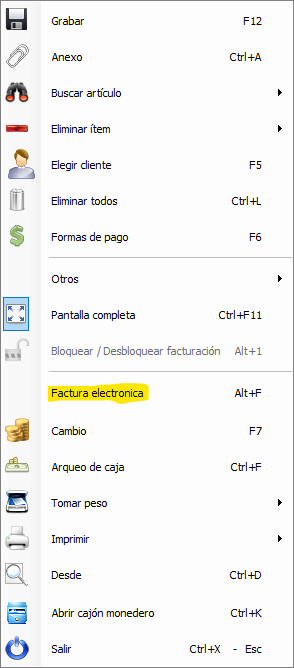 Grabar F12
Anexo Ctrl+A
Buscar artículo
Eliminar ítem
Elegir cliente F5
Eliminar todos Ctrl+L
Formas de pago F6
Otros
Pantalla completa Ctrl+F11
Bloquear / Desbloquear facturación Alt+1
Factura electronica Alt+F
Cambio F7
Arqueo de caja Ctrl+F
Tomar peso
Imprimir
Desde Ctrl+D
Abrir cajón monedero Ctrl+K
Salir Ctrl+X - Esc